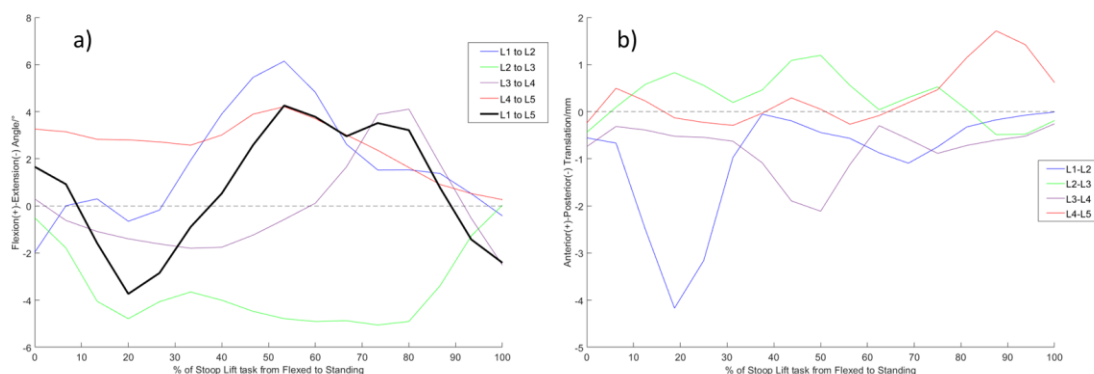 a)
8
6
4
2
0
-2
-4
-6
Flexion(+)-Extension(-) Angle/°
0 10 20 30 40 50 60 70 80 90 100
% of Stoop Lift task from Flexed to Standing
L1 to L2
L2 to L3
L3 to L4
L4 to L5
L1 to L5
b)
2
1
0
-1
-2
-3
-4
-5
Anterior(+)-Posterior(-) Translation/mm
0 10 20 30 40 50 60 70 80 90 100
% of Stoop Lift task from Flexed to Standing
L1-L2
L2-L3
L3-L4
L4-L5